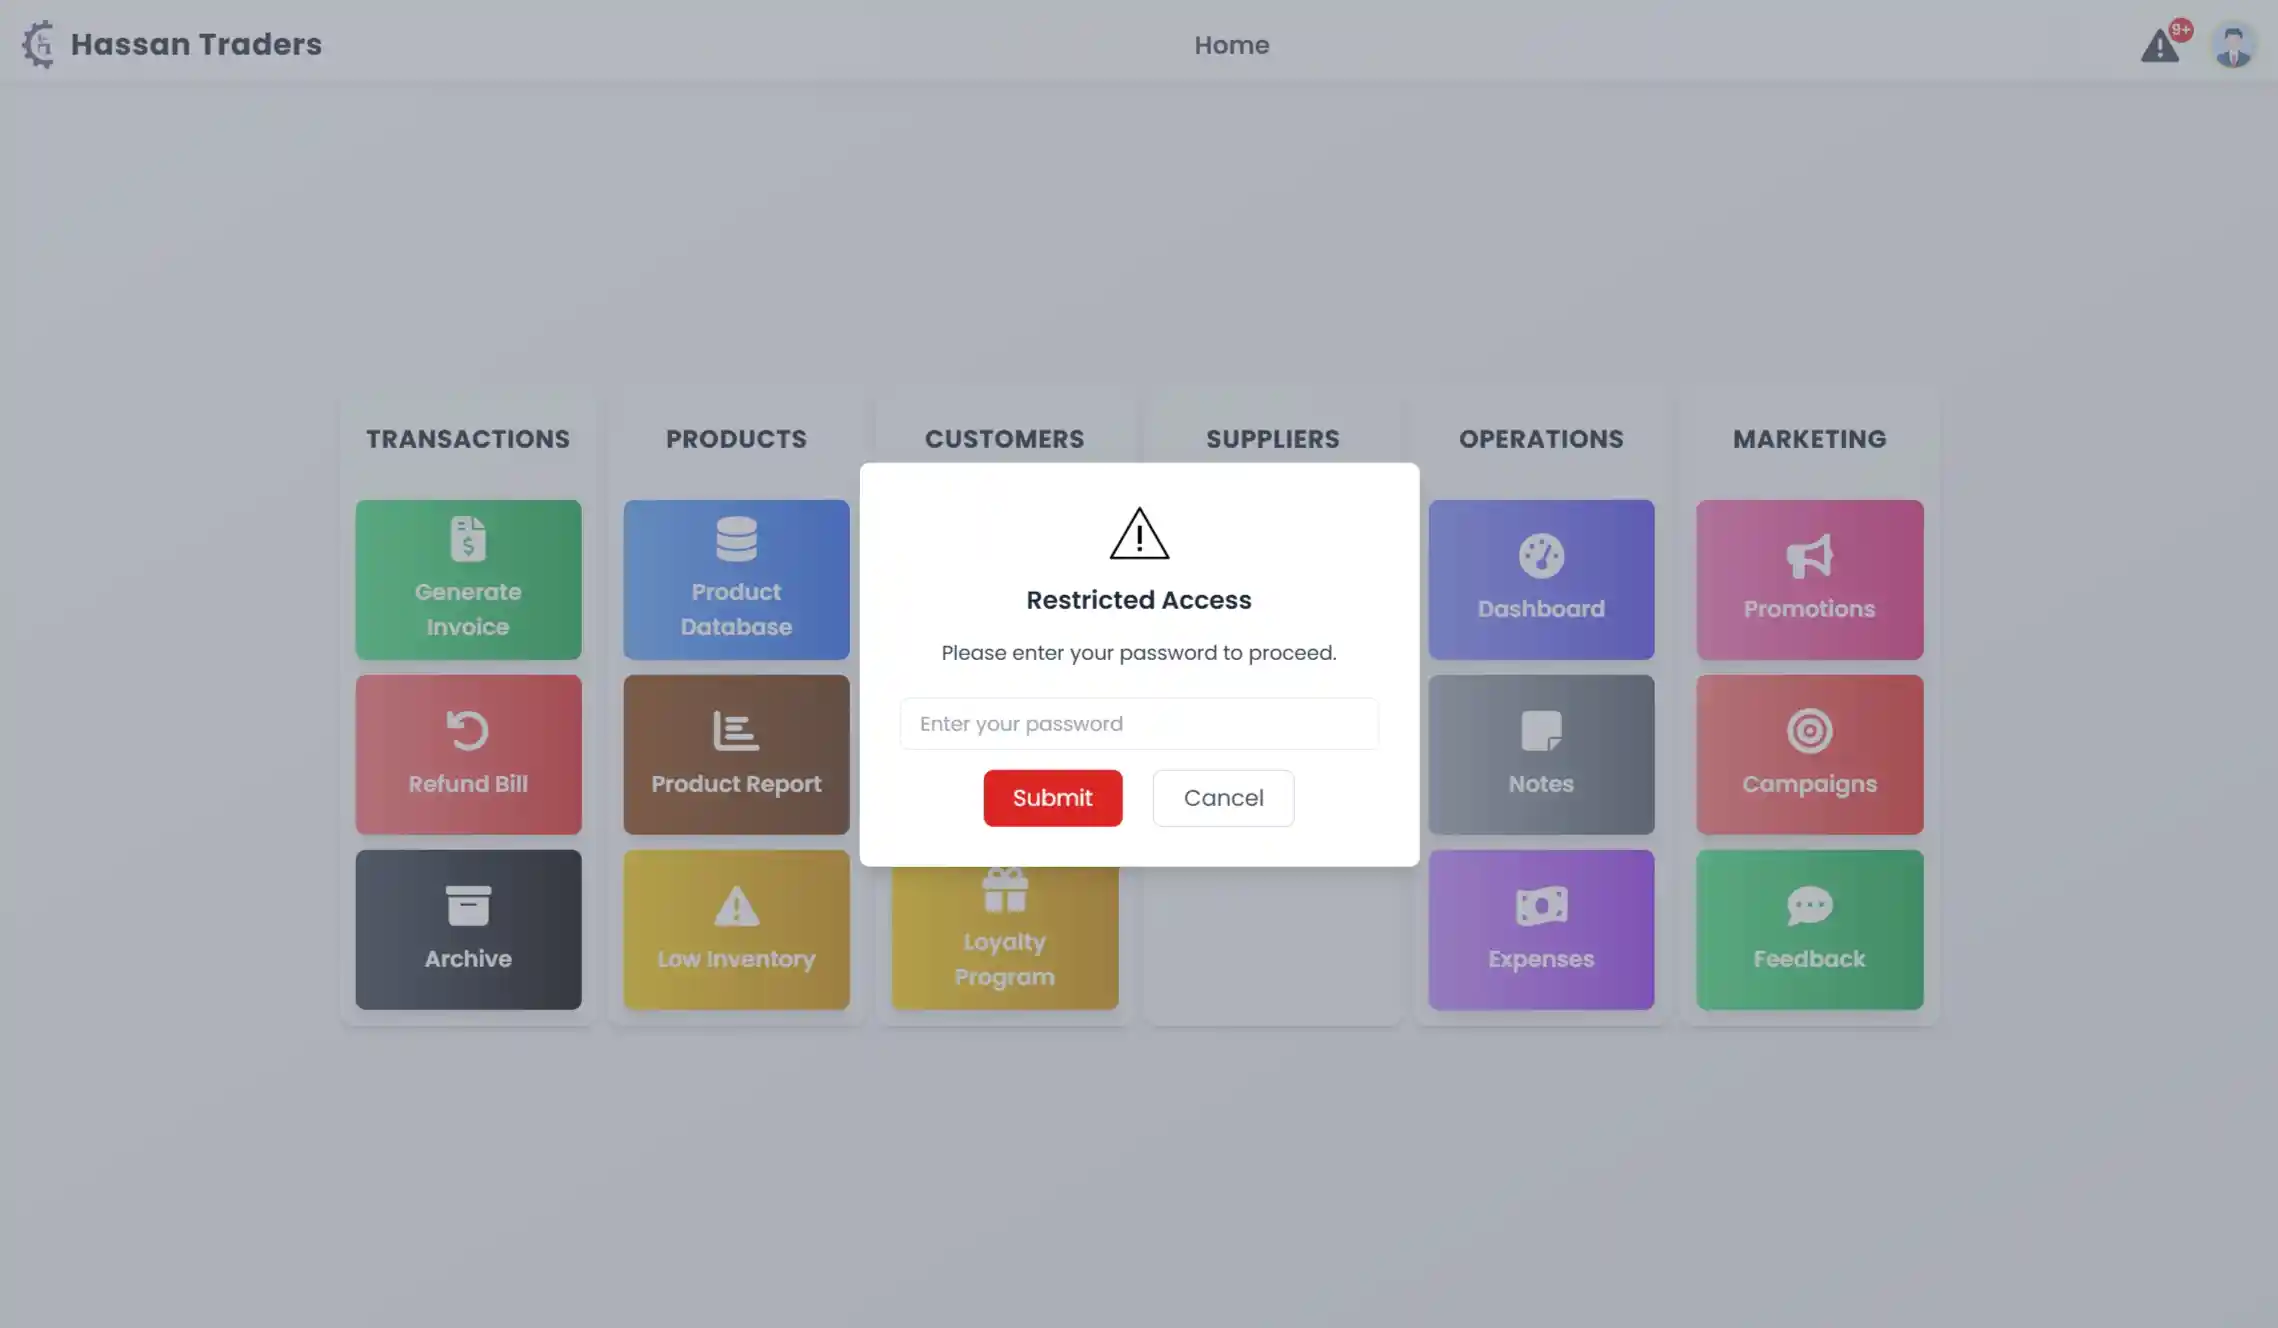 Hassan Traders
Home
9+
TRANSACTIONS
PRODUCTS
CUSTOMERS
SUPPLIERS
OPERATIONS
MARKETING
Generate
Invoice
Product
Database
Dashboard
Promotions
Restricted Access
Please enter your password to proceed.
Enter your password
Submit
Cancel
Refund Bill
Product Report
Notes
Campaigns
Archive
Low Inventory
Loyalty
Program
Expenses
Feedback